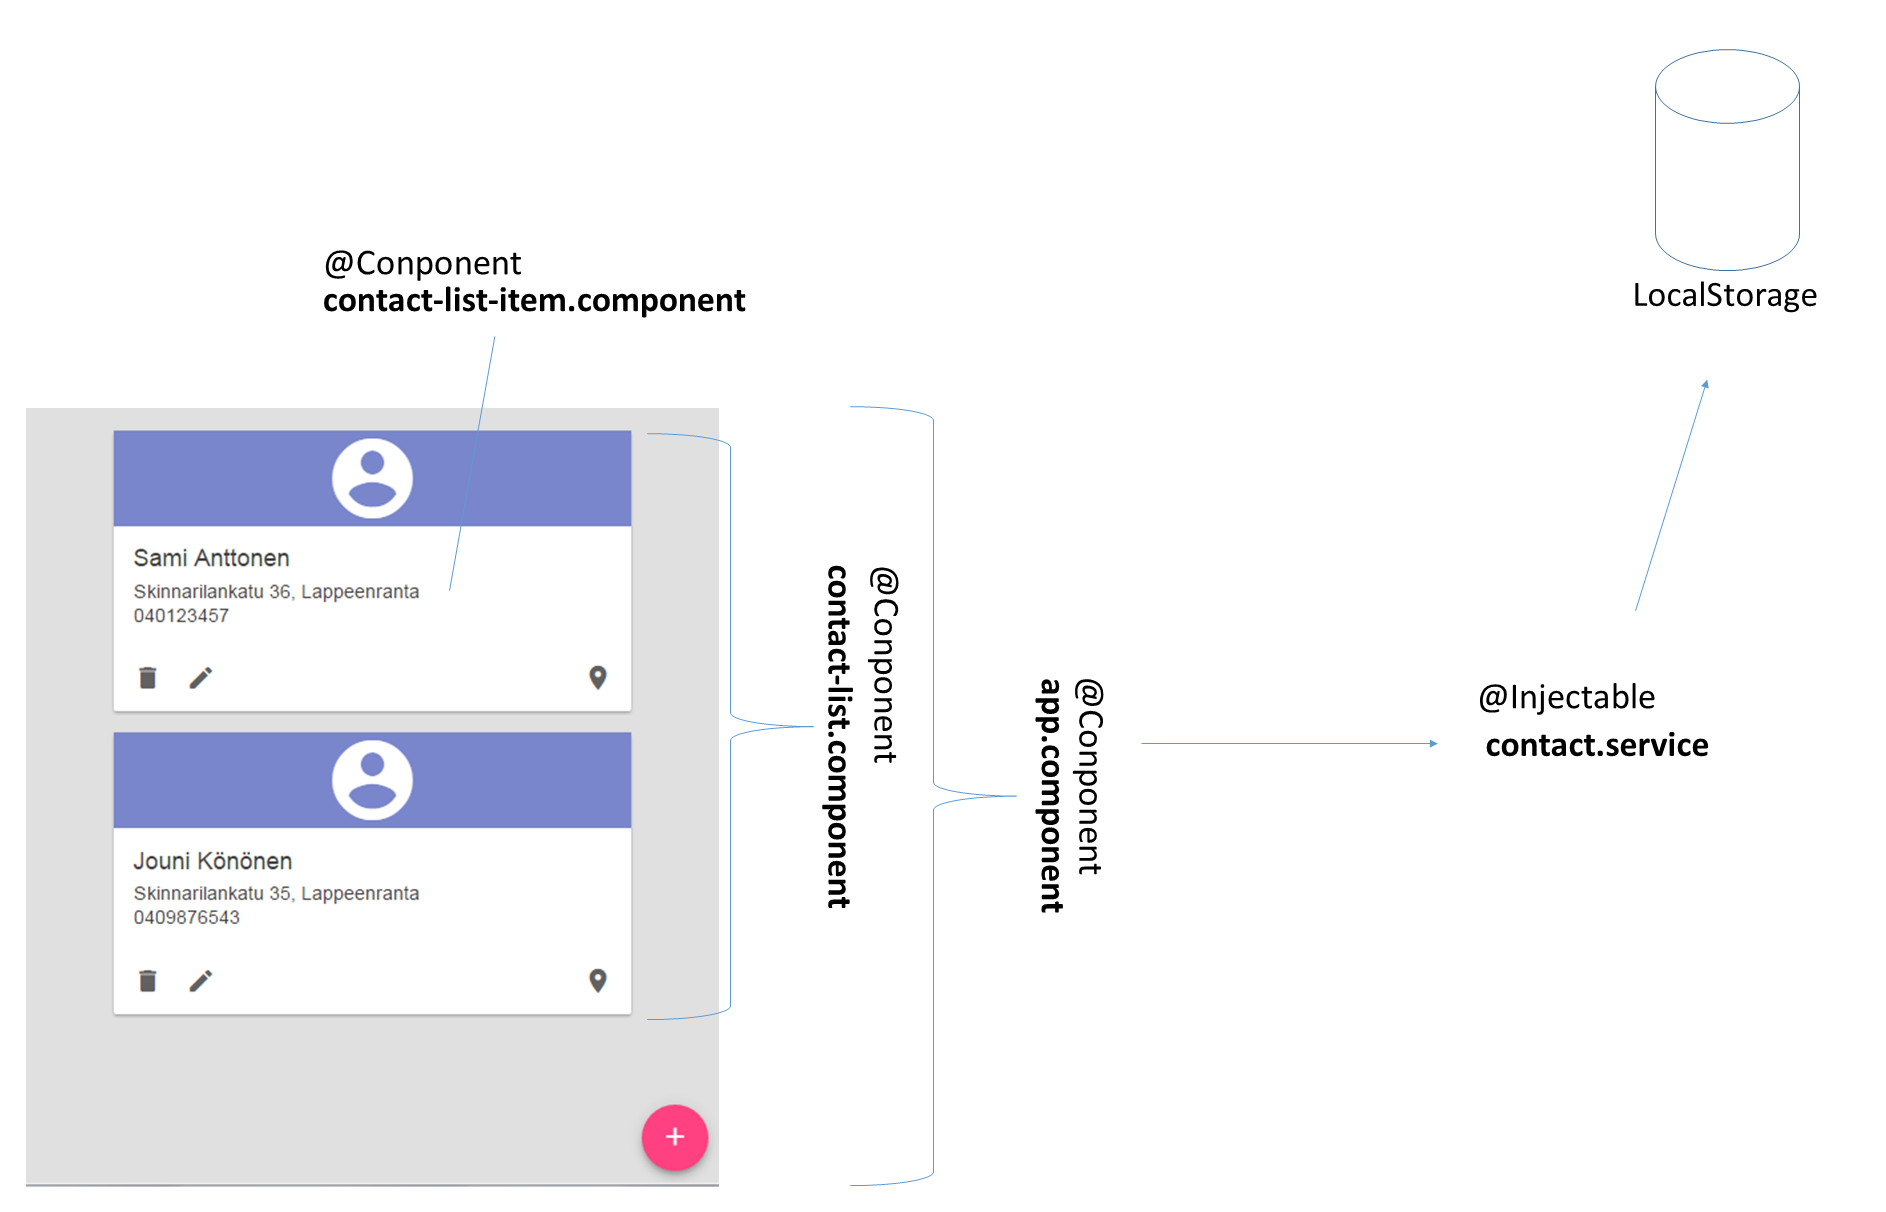 LocalStorage
@Conponent
contact-list-item.component
Sami Anttonen
Skinnarilankatu 36, Lappeenranta
040123457
Jouni Könönen
Skinnarilankatu 35, Lappeenranta
0409876543
+
@Conponent
contact-list.component
@Conponent
app.component
@Injectable
contact.service